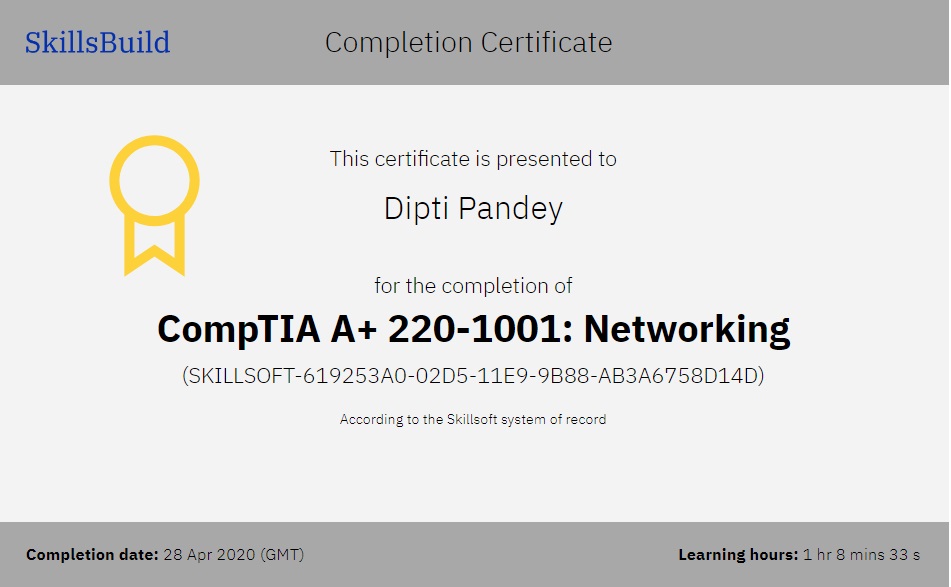 SkillsBuild
Completion Certificate
This certificate is presented to
Dipti Pandey
for the completion of
CompTIA A+ 220-1001: Networking
(SKILLSOFT-619253A0-02D5-11E9-9B88-AB3A6758D14D)
According to the Skillsoft system of record
Completion date: 28 Apr 2020 (GMT)
Learning hours: 1 hr 8 mins 33 s